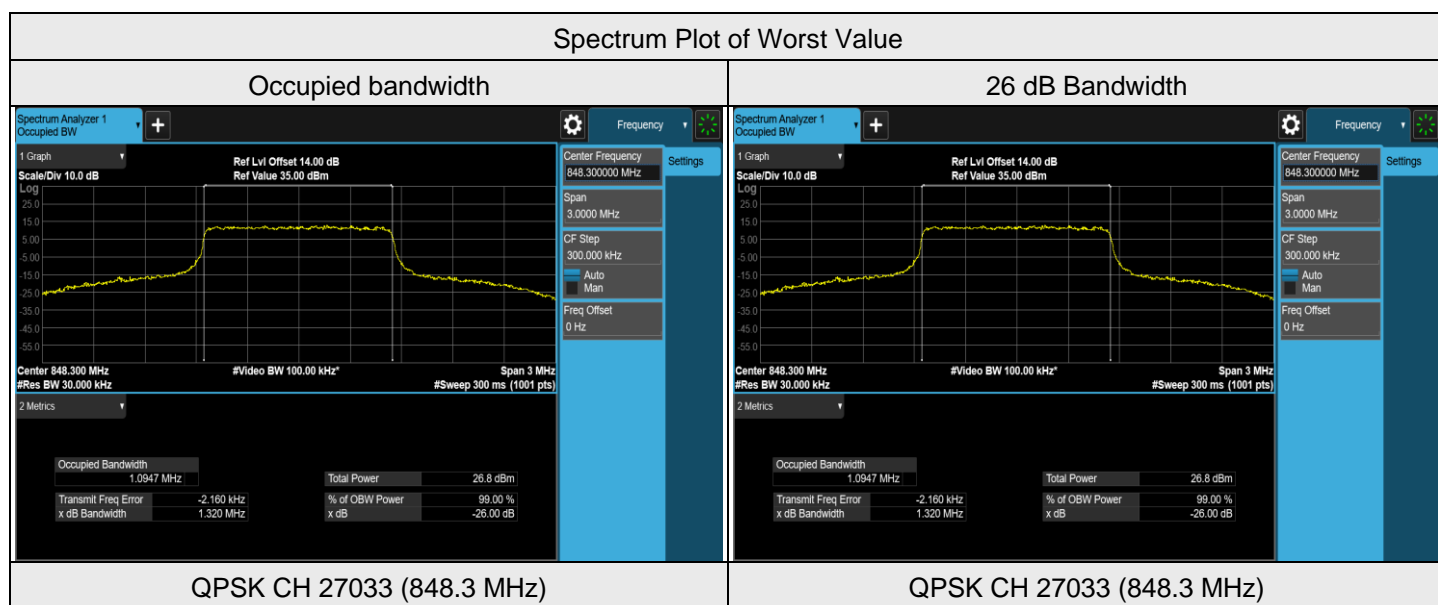 Spectrum Plot of Worst Value
Occupied bandwidth
26 dB Bandwidth
Spectrum Analyzer 1
Occupied BW
+
Frequency
1 Graph
Scale/Div 10.0 dB
Ref Lvl Offset 14.00 dB
Ref Value 35.00 dBm
Log
25.0
15.0
5.00
-5.00
-15.0
-25.0
-35.0
-45.0
-55.0
Center 848.300 MHz
#Res BW 30.000 kHz
#Video BW 100.00 kHz*
Span 3 MHz
#Sweep 300 ms (1001 pts)
Center Frequency
848.300000 MHz
Settings
Span
3.0000 MHz
CF Step
300.000 kHz
Auto
Man
Freq Offset
0 Hz
2 Metrics
Occupied Bandwidth
1.0947 MHz
Total Power 26.8 dBm
Transmit Freq Error -2.160 kHz
% of OBW Power 99.00 %
x dB Bandwidth 1.320 MHz
x dB -26.00 dB
Spectrum Analyzer 1
Occupied BW
+
Frequency
1 Graph
Scale/Div 10.0 dB
Ref Lvl Offset 14.00 dB
Ref Value 35.00 dBm
Log
25.0
15.0
5.00
-5.00
-15.0
-25.0
-35.0
-45.0
-55.0
Center 848.300 MHz
#Res BW 30.000 kHz
#Video BW 100.00 kHz*
Span 3 MHz
#Sweep 300 ms (1001 pts)
Center Frequency
848.300000 MHz
Settings
Span
3.0000 MHz
CF Step
300.000 kHz
Auto
Man
Freq Offset
0 Hz
2 Metrics
Occupied Bandwidth
1.0947 MHz
Total Power 26.8 dBm
Transmit Freq Error -2.160 kHz
% of OBW Power 99.00 %
x dB Bandwidth 1.320 MHz
x dB -26.00 dB
QPSK CH 27033 (848.3 MHz)
QPSK CH 27033 (848.3 MHz)